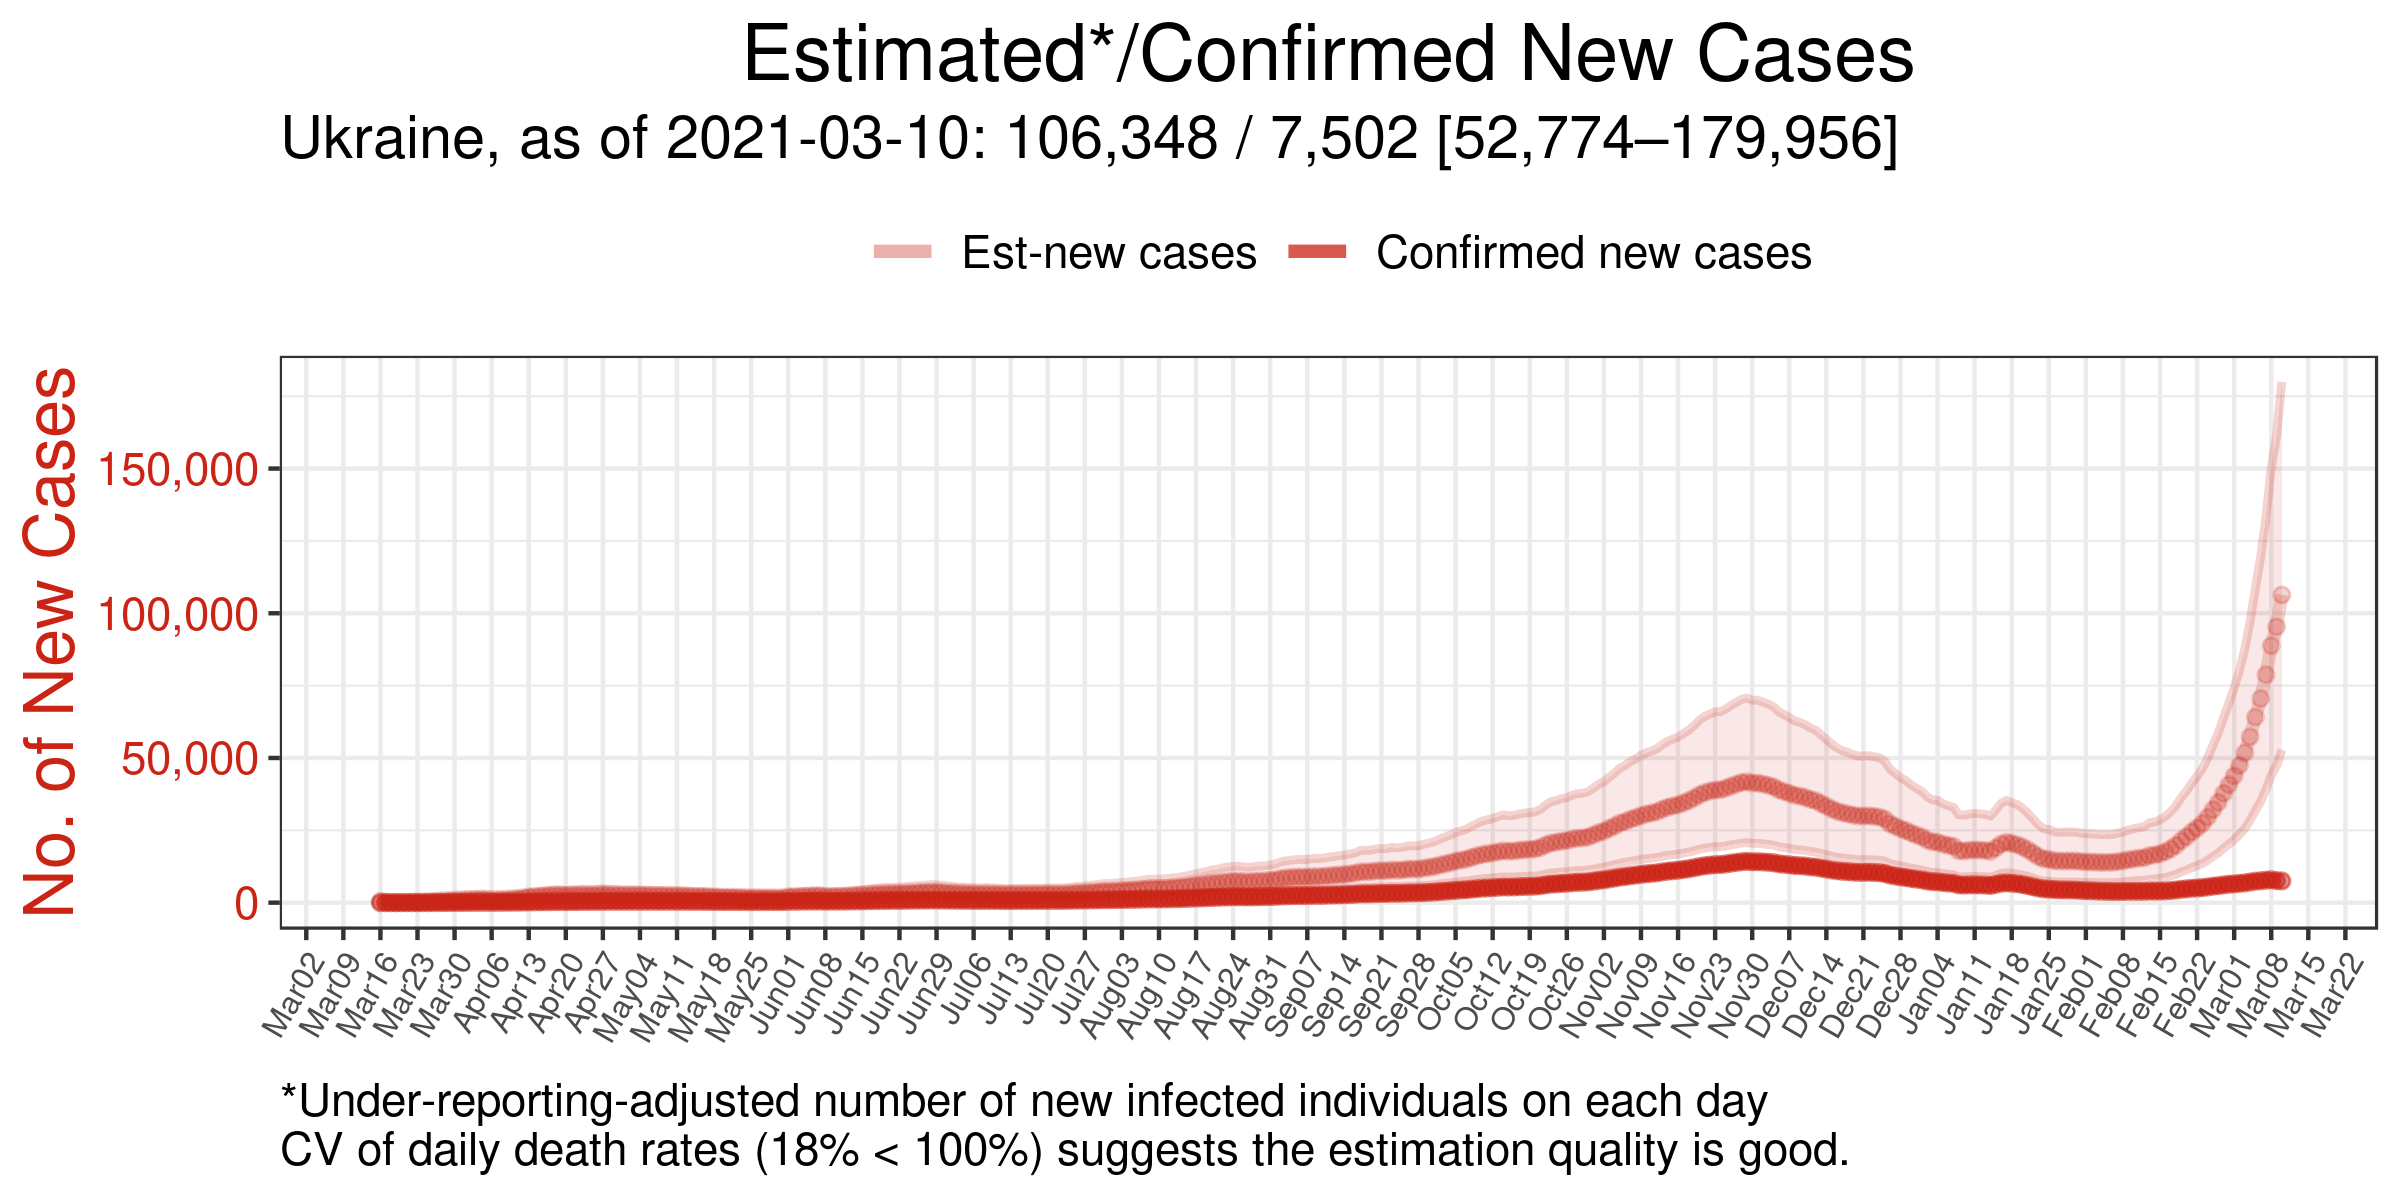 Estimated*/Confirmed New Cases
Ukraine, as of 2021-03-10: 106,348 / 7,502 [52,774–179,956]
Est-new cases
Confirmed new cases
No. of New Cases
150,000
100,000
50,000
0
Mar02
Mar09
Mar16
Mar23
Mar30
Apr06
Apr13
Apr20
Apr27
May04
May11
May18
May25
Jun01
Jun08
Jun15
Jun22
Jun29
Jul06
Jul13
Jul20
Jul27
Aug03
Aug10
Aug17
Aug24
Aug31
Sep07
Sep14
Sep21
Sep28
Oct05
Oct12
Oct19
Oct26
Nov02
Nov09
Nov16
Nov23
Nov30
Dec07
Dec14
Dec21
Dec28
Jan04
Jan11
Jan18
Jan25
Feb01
Feb08
Feb15
Feb22
Mar01
Mar08
Mar15
Mar22
*Under-reporting-adjusted number of new infected individuals on each day
CV of daily death rates (18% < 100%) suggests the estimation quality is good.